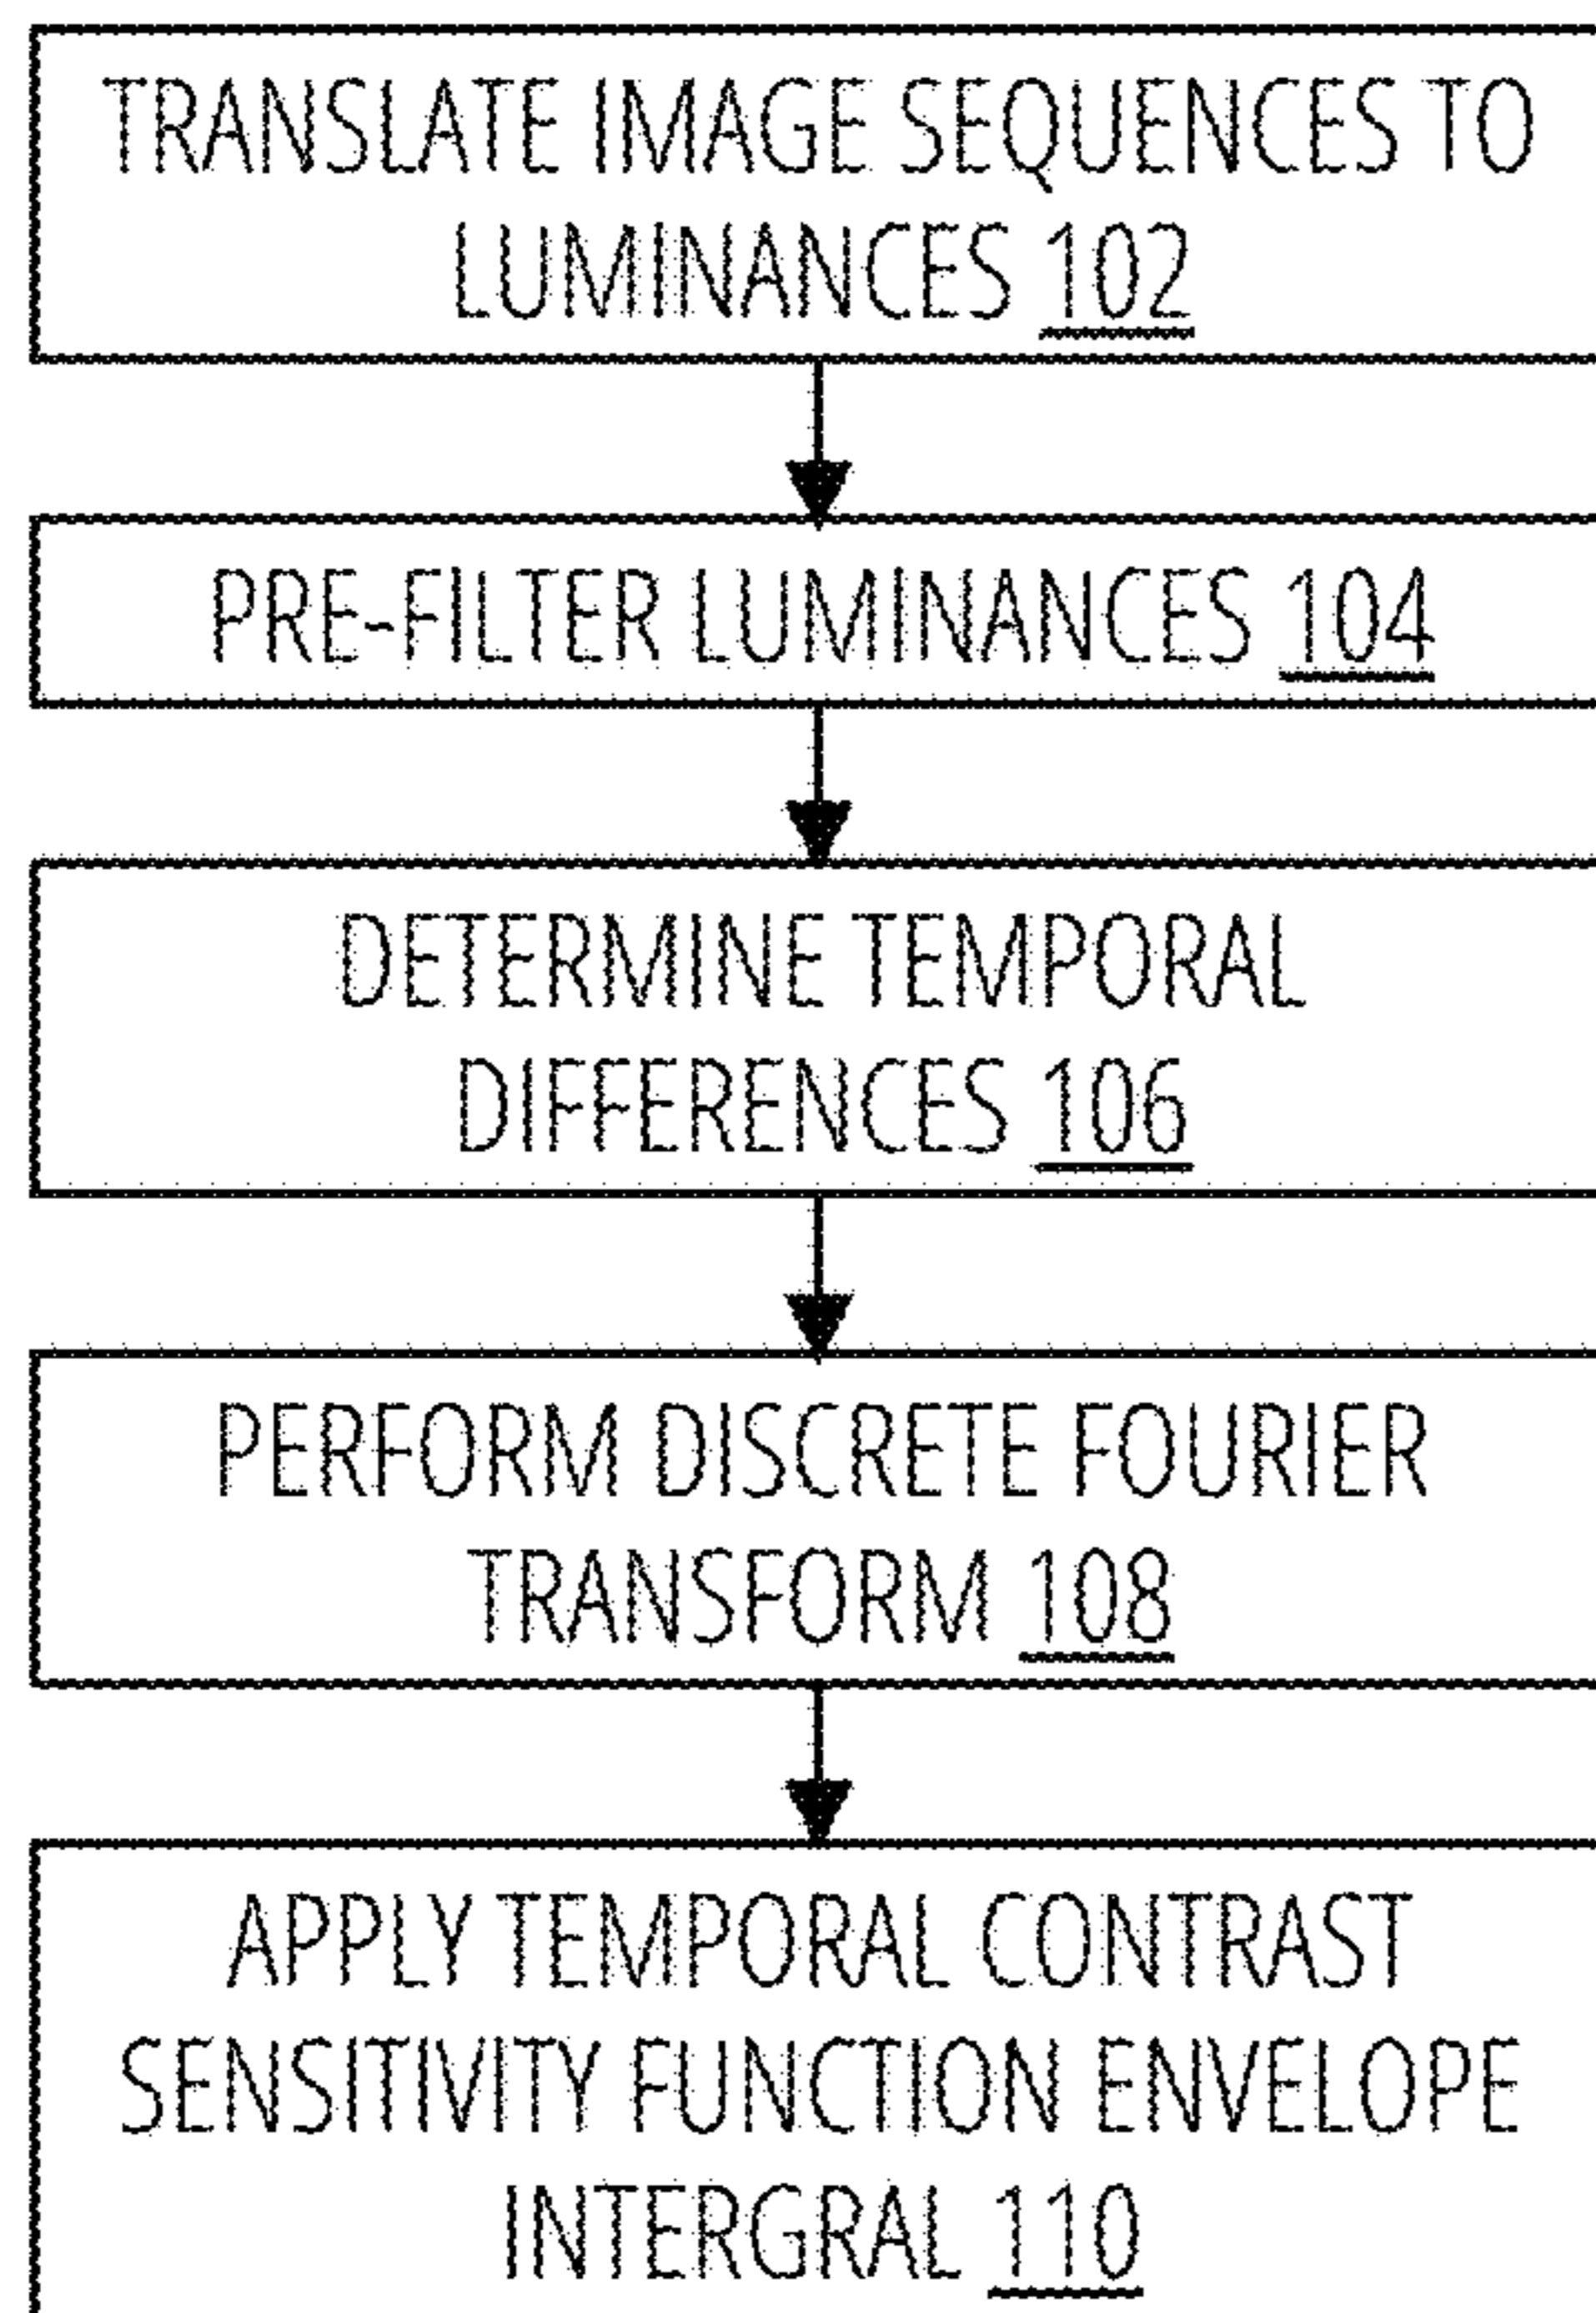 TRANSLATE IMAGE SEQUENCES TO
LUMINANCES 102
PRE-FILTER LUMINANCES 104
DETERMINE TEMPORAL
DIFFERENCES 106
PERFORM DISCRETE FOURIER
TRANSFORM 108
APPLY TEMPORAL CONTRAST
SENSITIVITY FUNCTION ENVELOPE
INTERGRAL 110